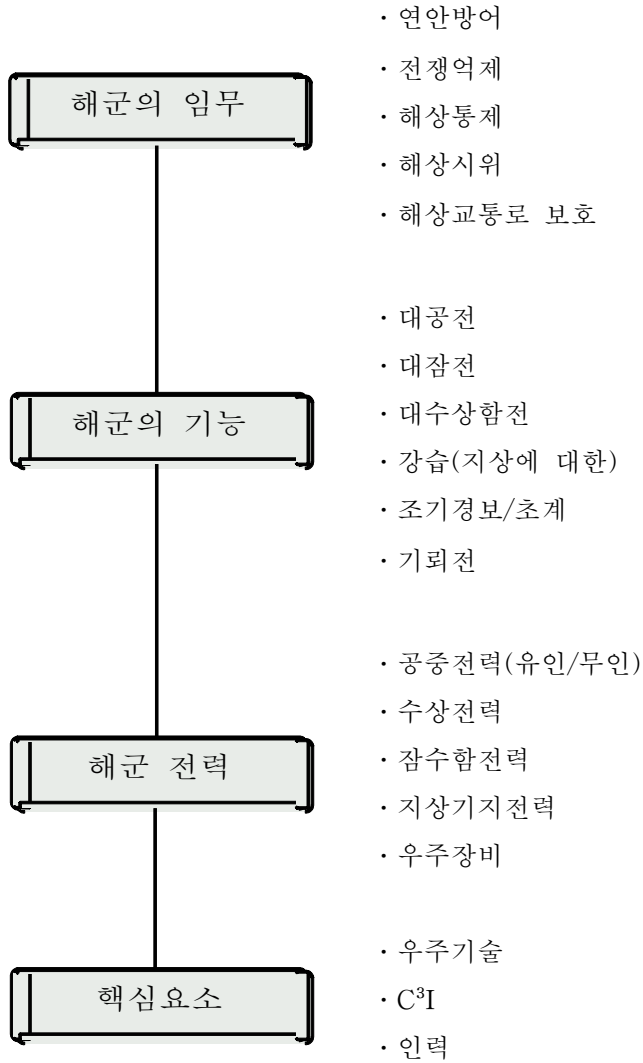 · 연안방어
· 전쟁억제
해군의 임무
· 해상통제
· 해상시위
· 해상교통로 보호
· 대공전
· 대잠전
해군의 기능
· 대수상함전
· 강습(지상에 대한)
· 조기경보/초계
· 기뢰전
· 공중전력(유인/무인)
· 수상전력
해군 전력
· 잠수함전력
· 지상기지전력
· 우주장비
· 우주기술
핵심요소
· C³I
· 인력